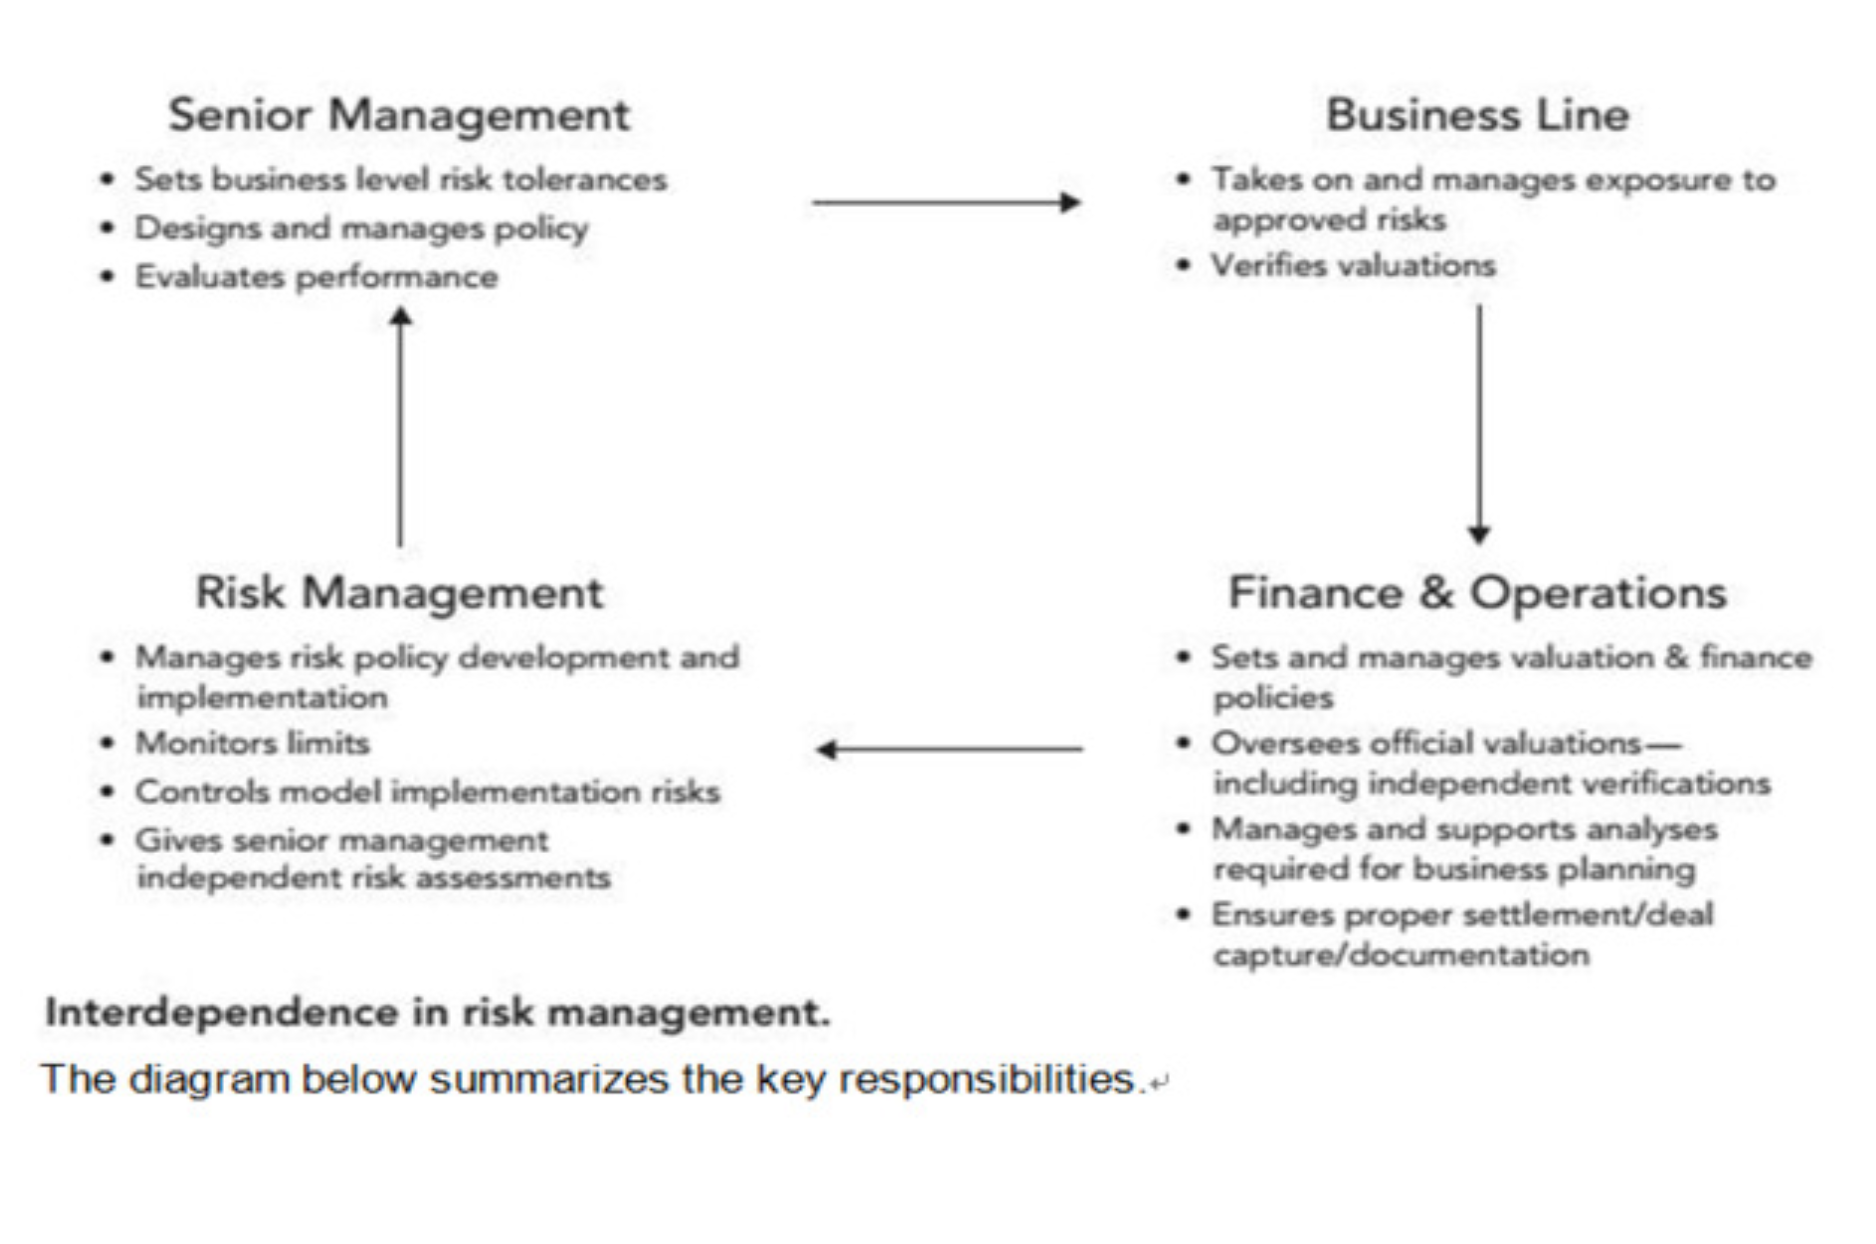 Senior Management
• Sets business level risk tolerances
• Designs and manages policy
• Evaluates performance
Business Line
• Takes on and manages exposure to
approved risks
• Verifies valuations
Risk Management
• Manages risk policy development and
implementation
• Monitors limits
• Controls model implementation risks
• Gives senior management
independent risk assessments
Finance & Operations
• Sets and manages valuation & finance
policies
• Oversees official valuations—
including independent verifications
• Manages and supports analyses
required for business planning
• Ensures proper settlement/deal
capture/documentation
Interdependence in risk management.
The diagram below summarizes the key responsibilities.↵